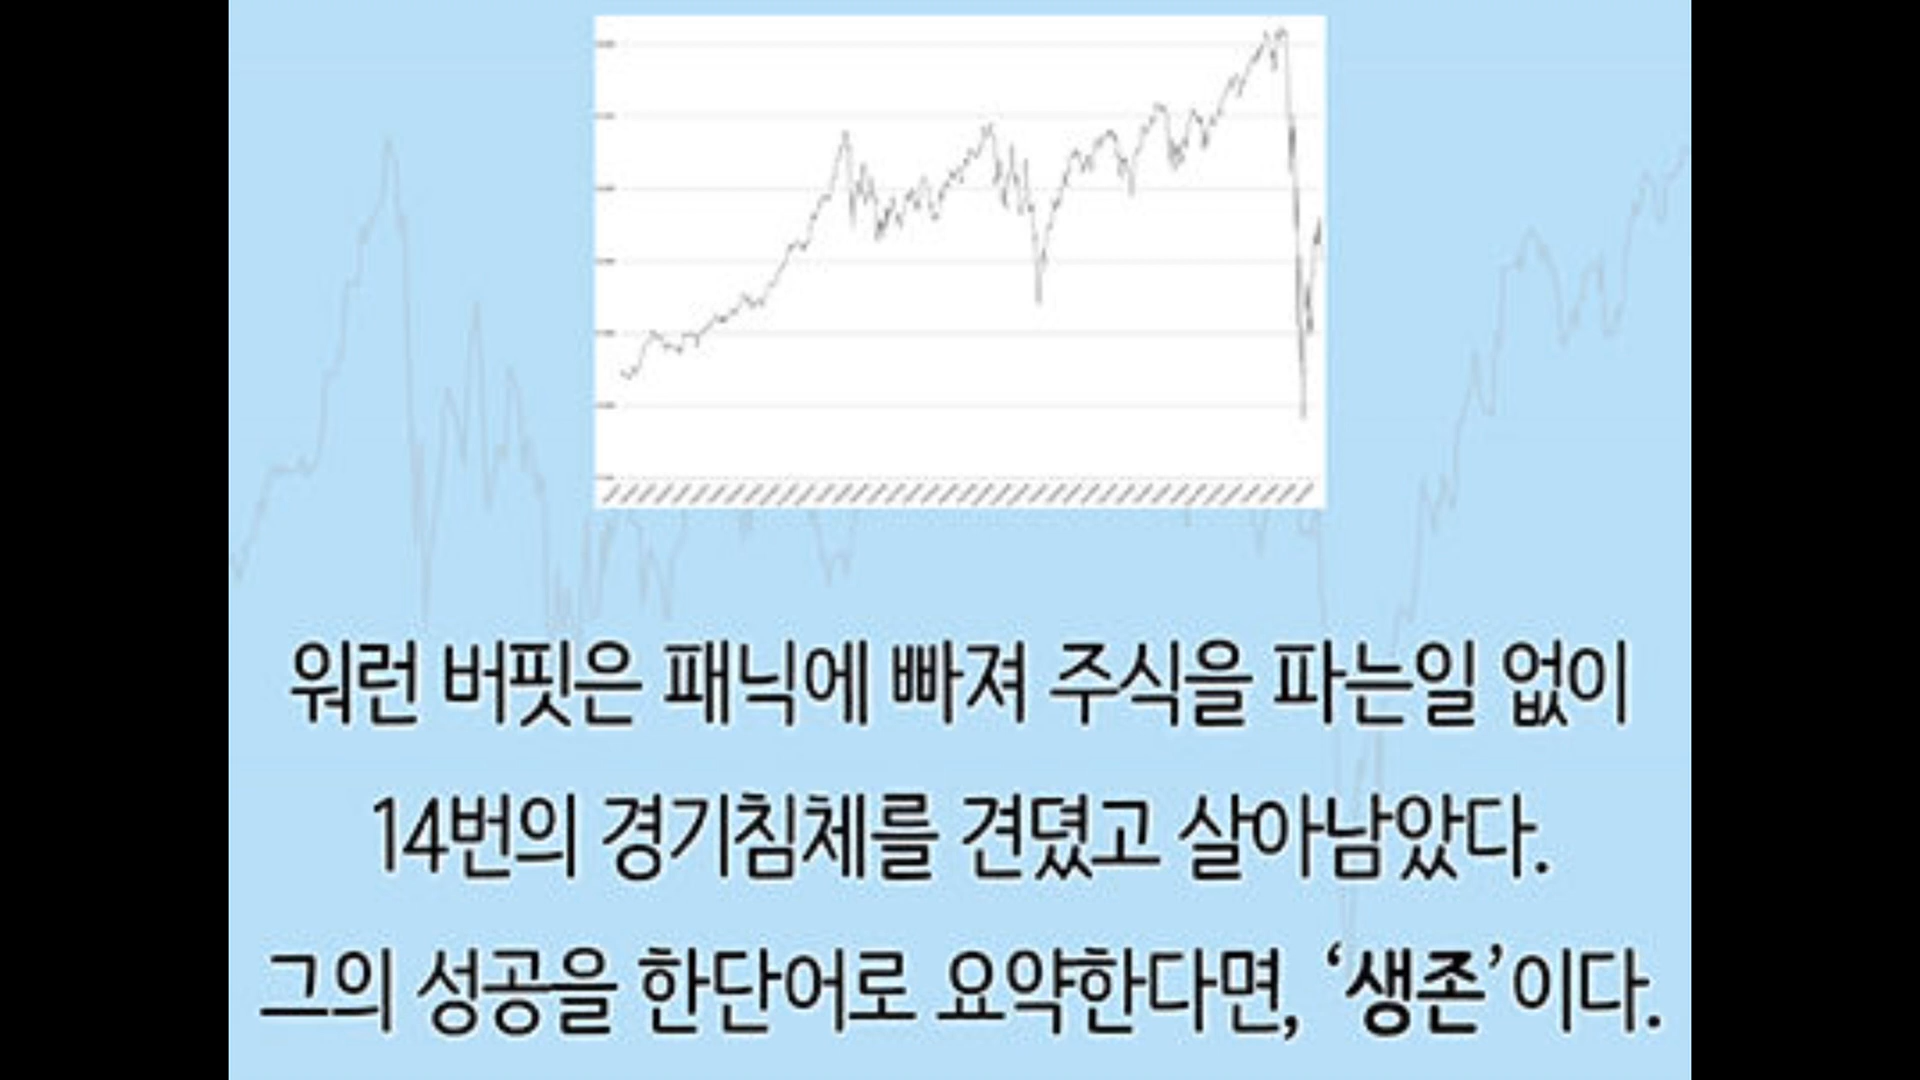 워런 버핏은 패닉에 빠져 주식을 파는일 없이
14번의 경기침체를 견뎠고 살아남았다.
그의 성공을 한단어로 요약한다면, ‘생존’이다.